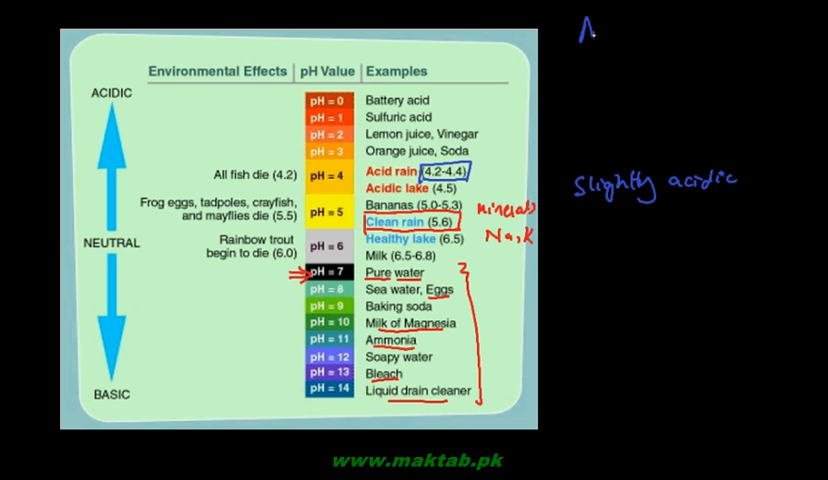 Environmental Effects pH Value Examples
ACIDIC
pH = 0 Battery acid
pH = 1 Sulfuric acid
pH = 2 Lemon juice, Vinegar
pH = 3 Orange juice, Soda
All fish die (4.2) pH = 4 Acid rain (4.2-4.4)
Acidic lake (4.5)
slightly acidic
Frog eggs, tadpoles, crayfish,
and mayflies die (5.5)
pH = 5 Bananas (5.0-5.3)
Clean rain (5.6)
Minerals
Na, K
NEUTRAL
Rainbow trout
begin to die (6.0)
pH = 6 Healthy lake (6.5)
Milk (6.5-6.8)
pH = 7 Pure water
pH = 8 Sea water, Eggs
pH = 9 Baking soda
pH = 10 Milk of Magnesia
pH = 11 Ammonia
pH = 12 Soapy water
pH = 13 Bleach
pH = 14 Liquid drain cleaner
BASIC
www.maktab.pk